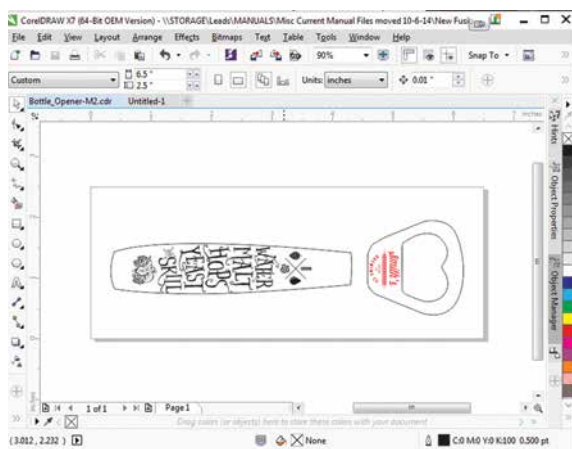 CorelDRAW X7 (64-Bit OEM Version) - \\STORAGE\Leads\MANUALS\Misc Current Manual Files moved 10-6-14\New Fusi
File Edit View Layout Arrange Effects Bitmaps Text Table Tools Window Help
90% Snap To
Custom 6.5 " 2.5 " Units: inches 0.01 "
Bottle_Opener-M2.cdr Untitled-1
inches
Hints
Object Properties
Object Manager
WATER
MALT
HOPS
YEAST
SKILL
1 of 1 Page 1
Drag colors (or objects) here to store these colors with your document
(3.012, 2.232) None C:0 M:0 Y:0 K:100 0.500 pt